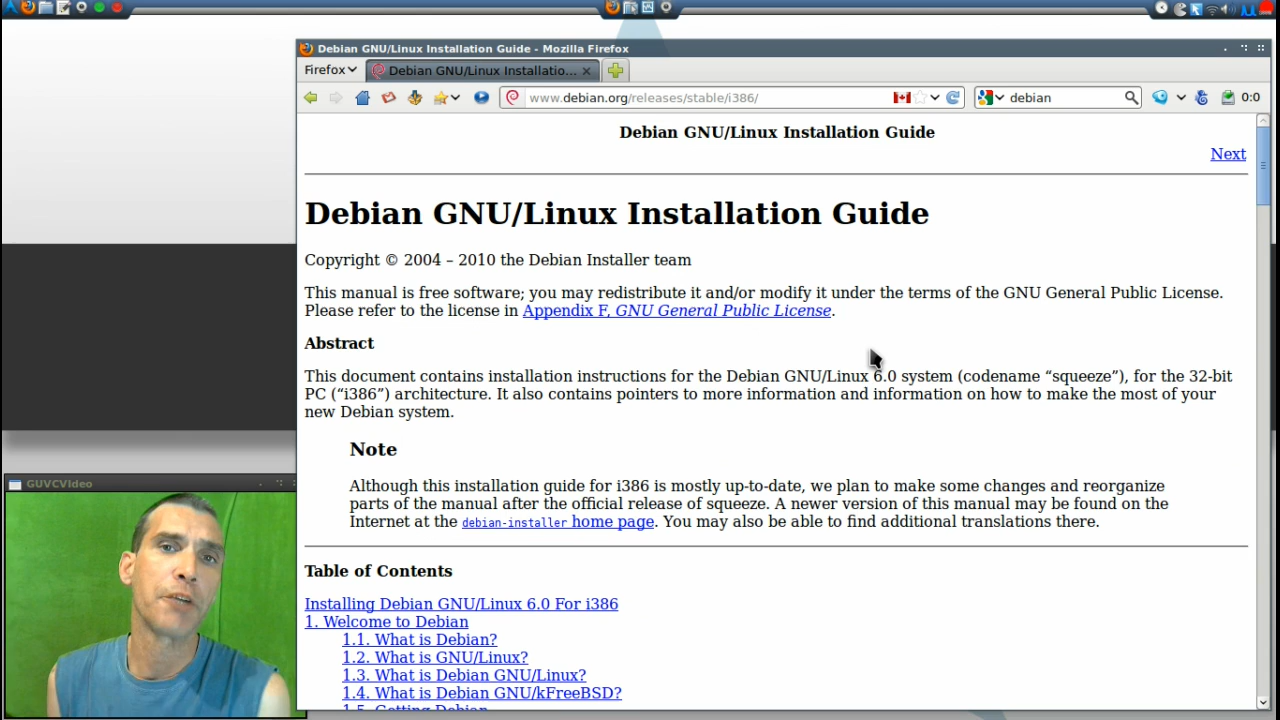 Debian GNU/Linux Installation Guide - Mozilla Firefox
Firefox
Debian GNU/Linux Installatio...
www.debian.org/releases/stable/i386/
debian
0:0
Debian GNU/Linux Installation Guide
Next
Debian GNU/Linux Installation Guide
Copyright © 2004 – 2010 the Debian Installer team
This manual is free software; you may redistribute it and/or modify it under the terms of the GNU General Public License.
Please refer to the license in Appendix F, GNU General Public License.
Abstract
This document contains installation instructions for the Debian GNU/Linux 6.0 system (codename “squeeze”), for the 32-bit
PC (“i386”) architecture. It also contains pointers to more information and information on how to make the most of your
new Debian system.
Note
Although this installation guide for i386 is mostly up-to-date, we plan to make some changes and reorganize
parts of the manual after the official release of squeeze. A newer version of this manual may be found on the
Internet at the debian-installer home page. You may also be able to find additional translations there.
Table of Contents
Installing Debian GNU/Linux 6.0 For i386
1. Welcome to Debian
1.1. What is Debian?
1.2. What is GNU/Linux?
1.3. What is Debian GNU/Linux?
1.4. What is Debian GNU/kFreeBSD?
1.5. Getting Debian
GUVCVideo